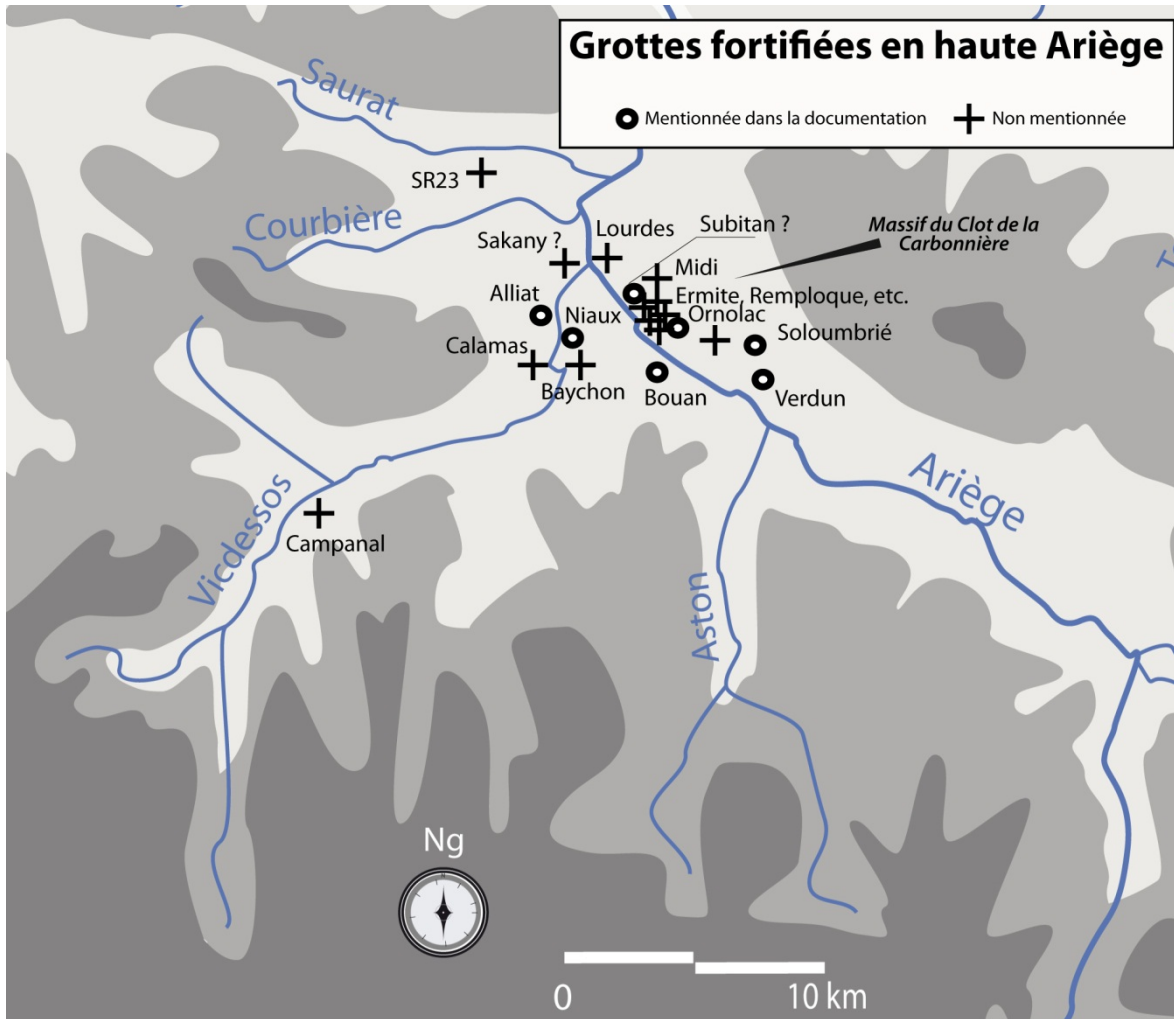 Grottes fortifiées en haute Ariège
Mentionnée dans la documentation
Non mentionnée
Saurat
SR23
Courbière
Sakany ?
Lourdes
Subitan ?
Massif du Clot de la
Carbonnière
Midi
Alliat
Niaux
Ermite, Remploque, etc.
Ornolac
Soloumbrié
Calamas
Baychon
Bouan
Verdun
Ariège
Vicdessos
Campanal
Aston
Ng
0
10 km